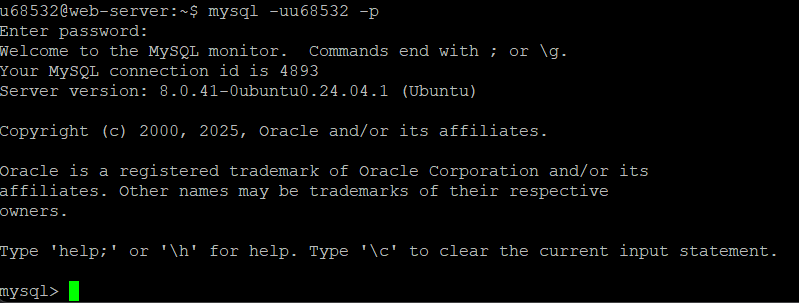 u68532@web-server:~$ mysql -uu68532 -p
Enter password:
Welcome to the MySQL monitor.  Commands end with ; or \g.
Your MySQL connection id is 4893
Server version: 8.0.41-0ubuntu0.24.04.1 (Ubuntu)

Copyright (c) 2000, 2025, Oracle and/or its affiliates.

Oracle is a registered trademark of Oracle Corporation and/or its
affiliates. Other names may be trademarks of their respective
owners.

Type 'help;' or '\h' for help. Type '\c' to clear the current input statement.

mysql>